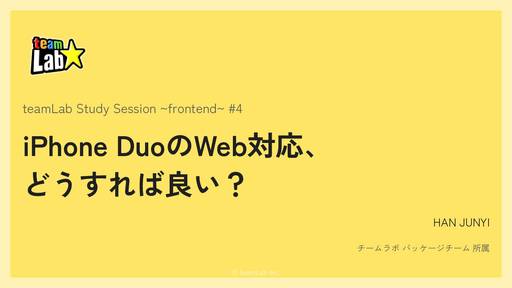 team
Lab
teamLab Study Session ~frontend~ #4
iPhone DuoのWeb対応、
どうすれば良い？
HAN JUNYI
チームラボ パッケージチーム 所属
© teamLab Inc.